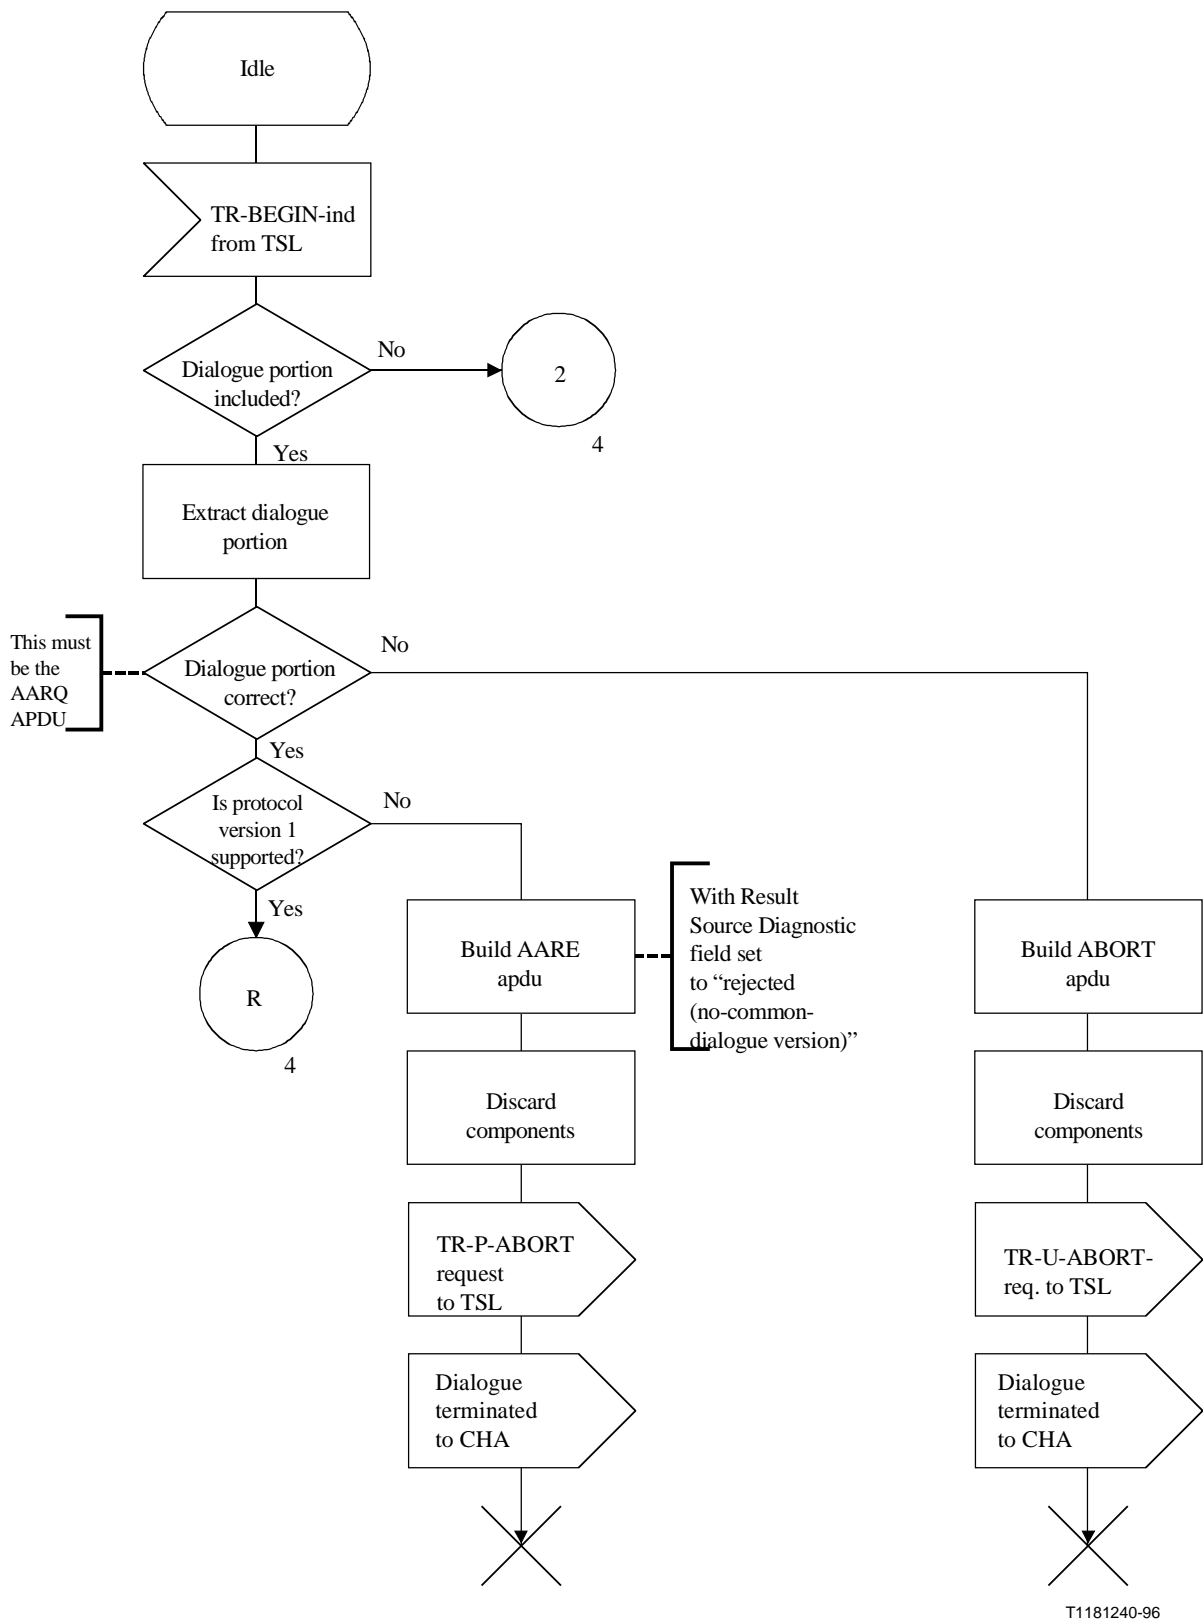 Idle
TR-BEGIN-ind
from TSL
Dialogue portion
included?
No
2
4
Yes
Extract dialogue
portion
This must
be the
AARQ
APDU
Dialogue portion
correct?
No
Yes
Is protocol
version 1
supported?
No
Yes
R
4
Build AARE
apdu
With Result
Source Diagnostic
field set
to “rejected
(no-common-
dialogue version)”
Build ABORT
apdu
Discard
components
Discard
components
TR-P-ABORT
request
to TSL
TR-U-ABORT-
req. to TSL
Dialogue
terminated
to CHA
Dialogue
terminated
to CHA
T1181240-96